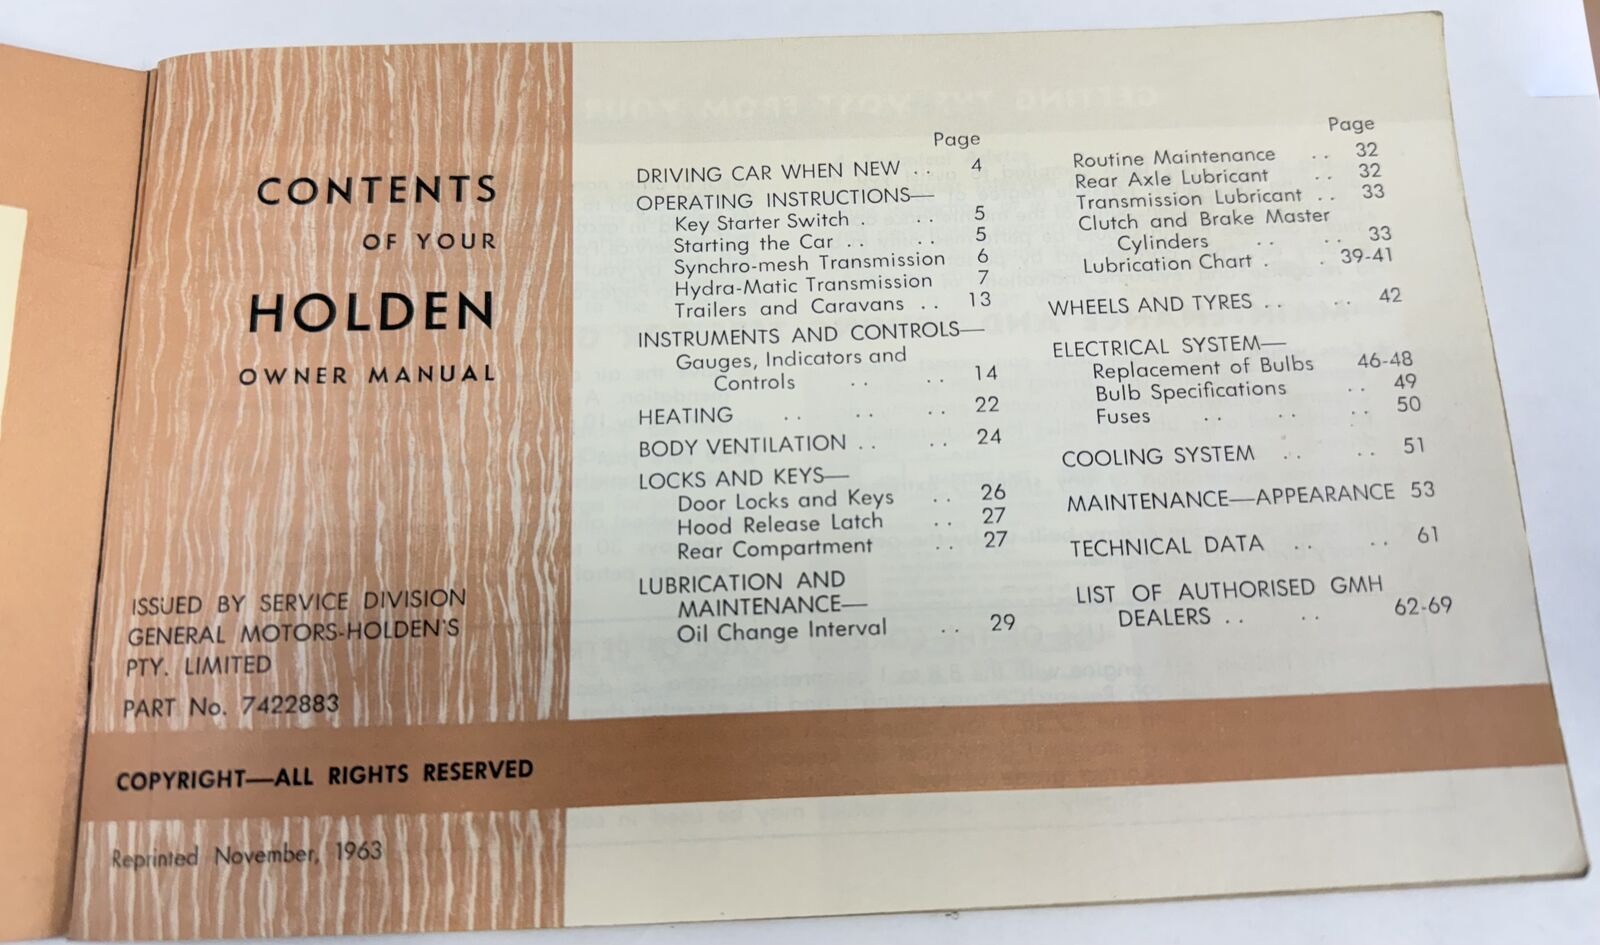 CONTENTS
OF YOUR
HOLDEN
OWNER MANUAL
ISSUED BY SERVICE DIVISION
GENERAL MOTORS-HOLDEN'S
PTY. LIMITED
PART No. 7422883
COPYRIGHT—ALL RIGHTS RESERVED
Reprinted November, 1963
Page
DRIVING CAR WHEN NEW . . 4
OPERATING INSTRUCTIONS—
Key Starter Switch . . . . 5
Starting the Car . . . . 5
Synchro-mesh Transmission 6
Hydra-Matic Transmission 7
Trailers and Caravans . . 13
INSTRUMENTS AND CONTROLS—
Gauges, Indicators and
Controls . . . . 14
HEATING . . . . . . 22
BODY VENTILATION . . . . 24
LOCKS AND KEYS—
Door Locks and Keys . . 26
Hood Release Latch . . 27
Rear Compartment . . 27
LUBRICATION AND
MAINTENANCE—
Oil Change Interval . . 29
Page
Routine Maintenance . . 32
Rear Axle Lubricant . . 32
Transmission Lubricant . . 33
Clutch and Brake Master
Cylinders . . . . 33
Lubrication Chart . . 39-41
WHEELS AND TYRES . . . . 42
ELECTRICAL SYSTEM—
Replacement of Bulbs 46-48
Bulb Specifications . . 49
Fuses . . . . . . 50
COOLING SYSTEM . . . . 51
MAINTENANCE—APPEARANCE 53
TECHNICAL DATA . . . . 61
LIST OF AUTHORISED GMH
DEALERS . . . . 62-69